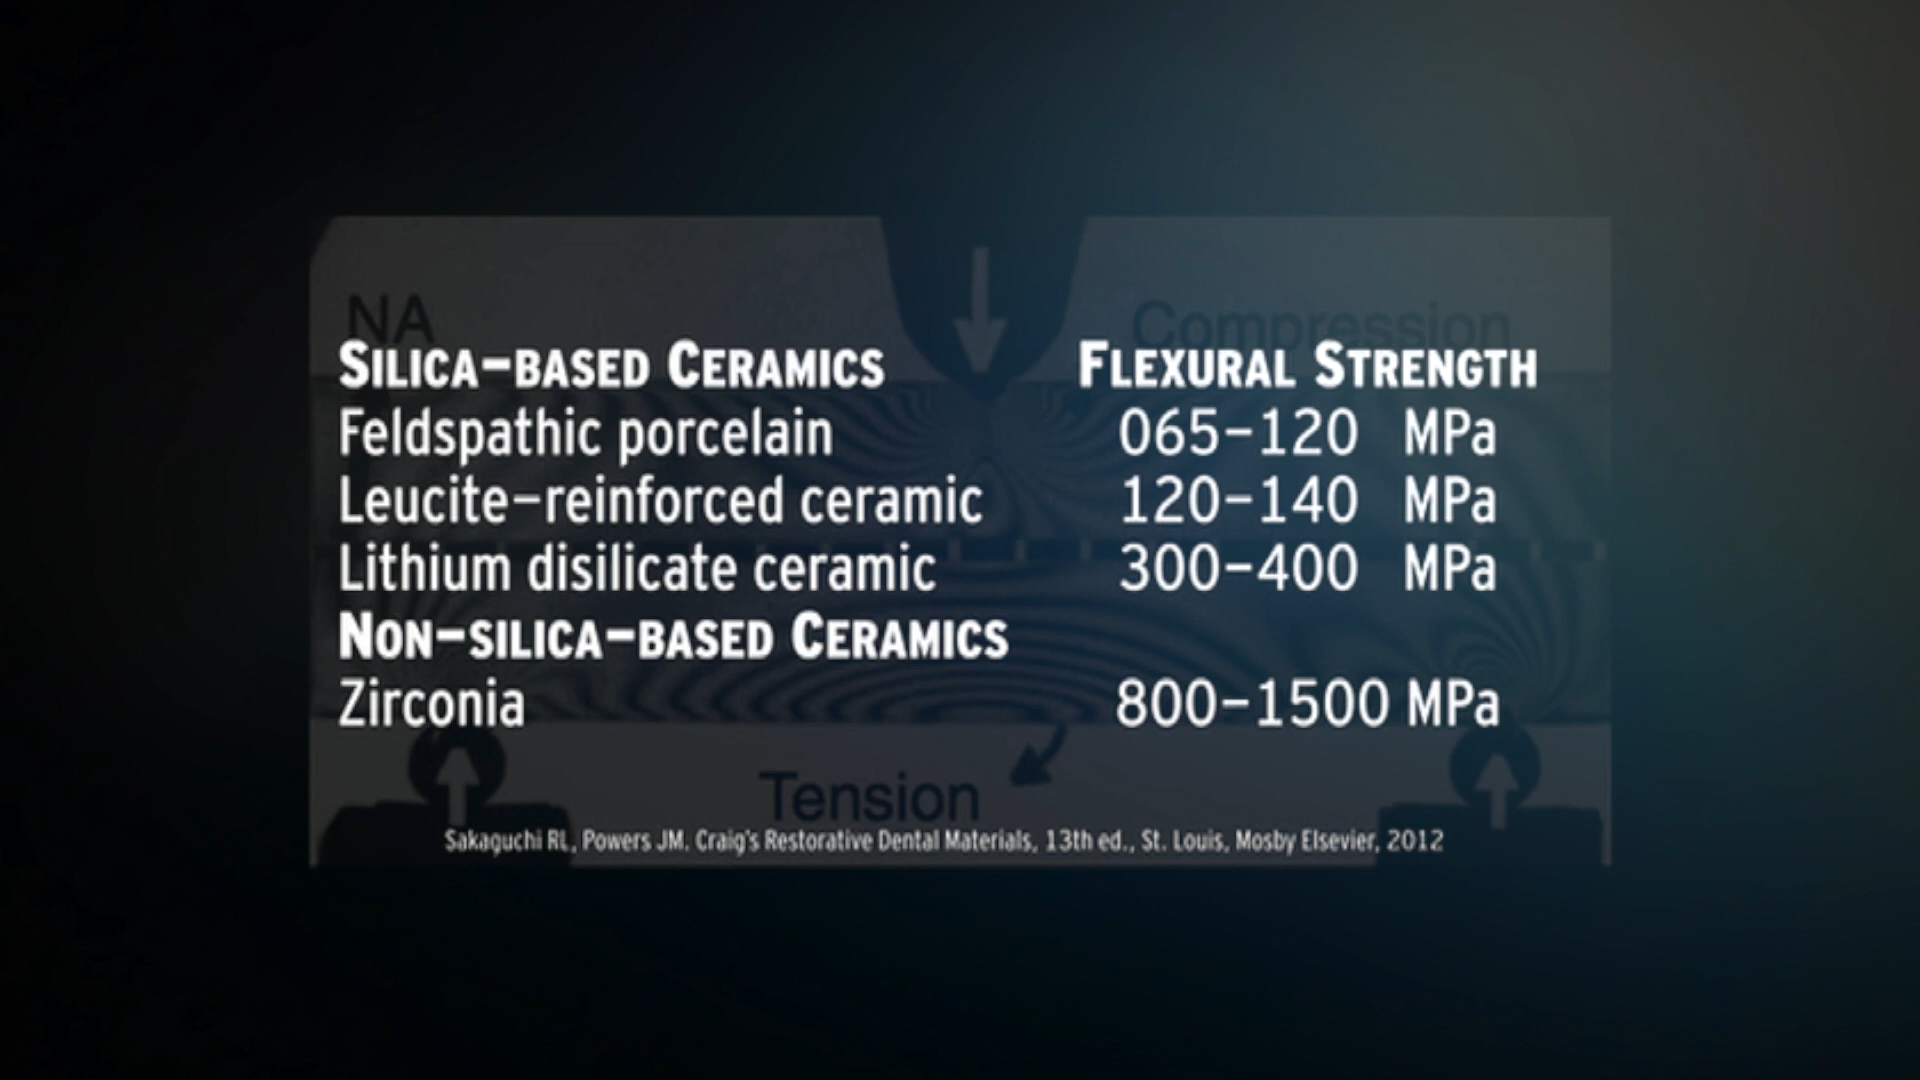 NA
Compression
SILICA–BASED CERAMICS FLEXURAL STRENGTH
Feldspathic porcelain 065–120 MPa
Leucite–reinforced ceramic 120–140 MPa
Lithium disilicate ceramic 300–400 MPa
NON–SILICA–BASED CERAMICS
Zirconia 800–1500 MPa
Tension
Sakaguchi RL, Powers JM. Craig's Restorative Dental Materials, 13th ed., St. Louis, Mosby Elsevier, 2012